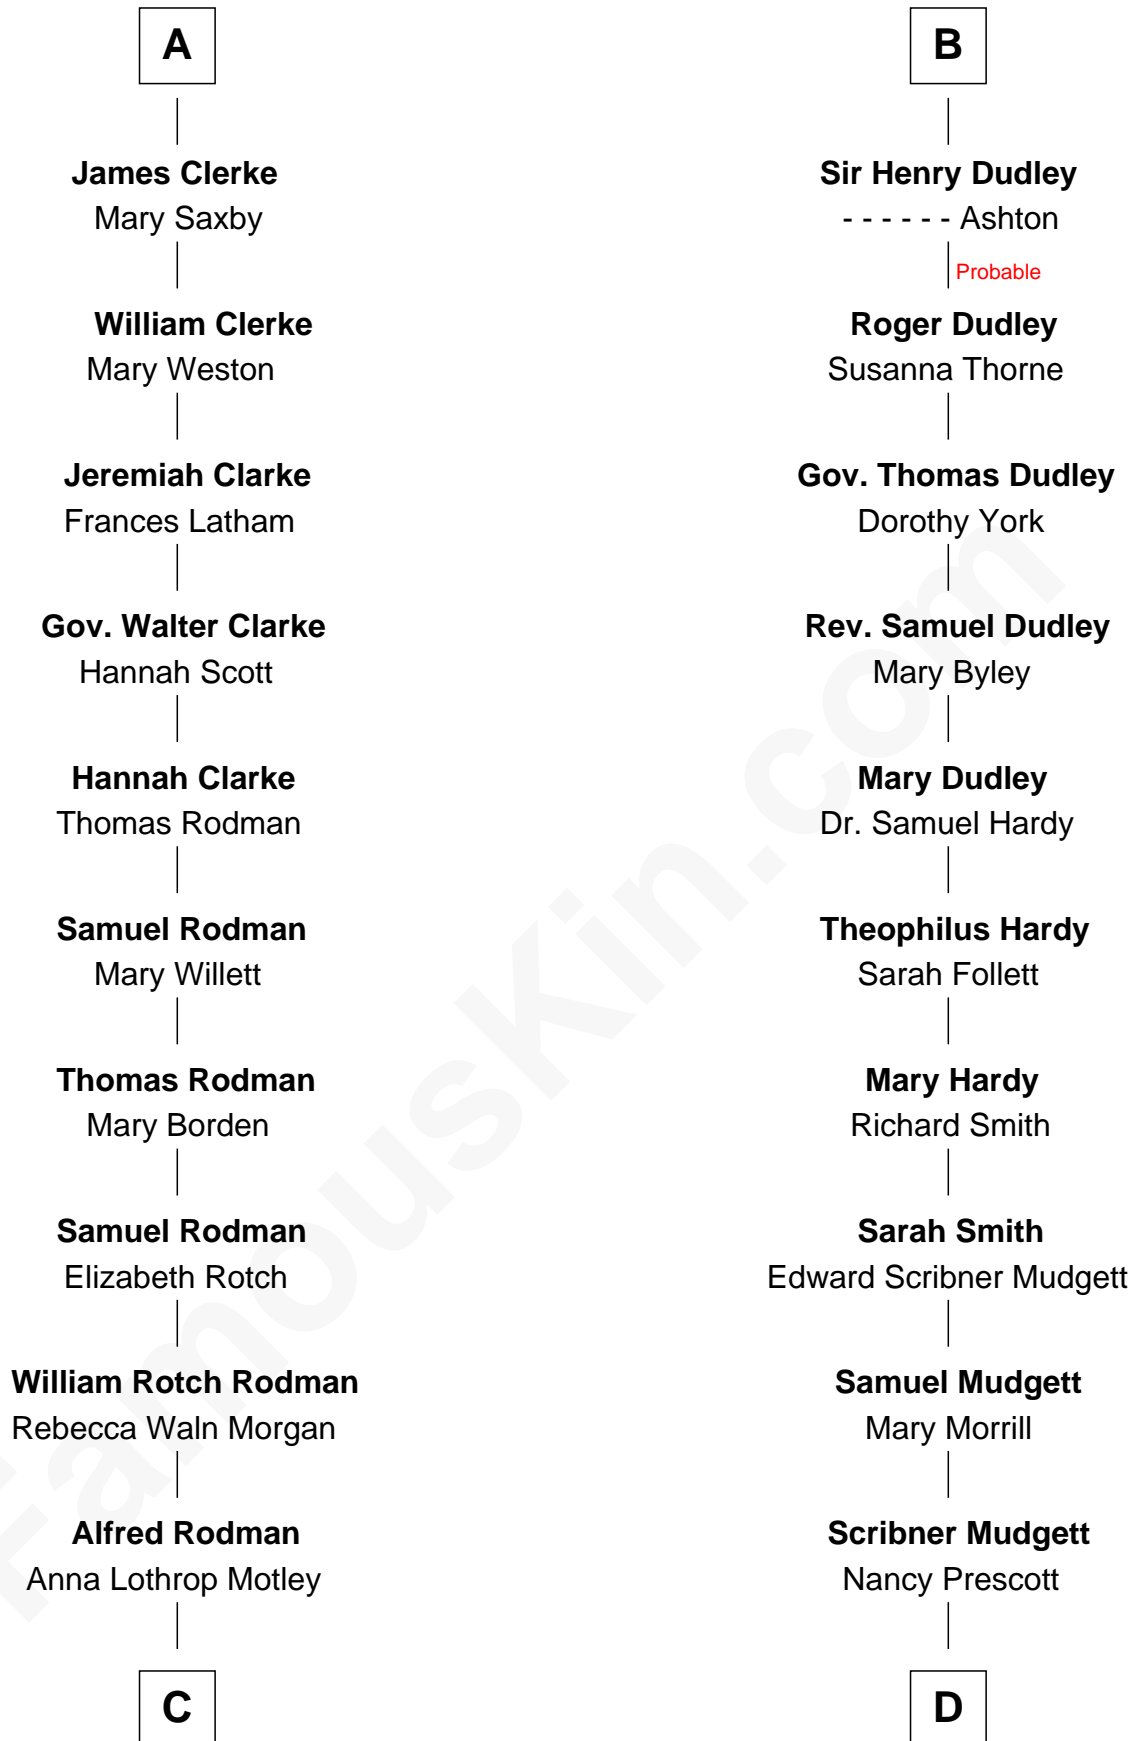 A
James Clerke
Mary Saxby
William Clerke
Mary Weston
Jeremiah Clarke
Frances Latham
Gov. Walter Clarke
Hannah Scott
Hannah Clarke
Thomas Rodman
Samuel Rodman
Mary Willett
Thomas Rodman
Mary Borden
Samuel Rodman
Elizabeth Rotch
William Rotch Rodman
Rebecca Waln Morgan
Alfred Rodman
Anna Lothrop Motley
C
B
Sir Henry Dudley
- - - - - - Ashton
Probable
Roger Dudley
Susanna Thorne
Gov. Thomas Dudley
Dorothy York
Rev. Samuel Dudley
Mary Byley
Mary Dudley
Dr. Samuel Hardy
Theophilus Hardy
Sarah Follett
Mary Hardy
Richard Smith
Sarah Smith
Edward Scribner Mudgett
Samuel Mudgett
Mary Morrill
Scribner Mudgett
Nancy Prescott
D
FamousKin.com